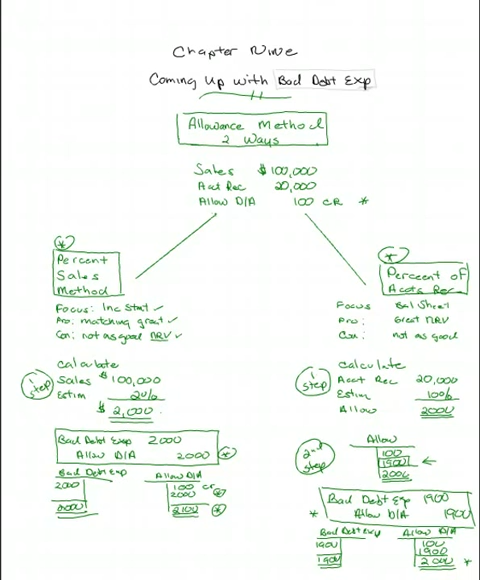 Chapter Nine
Coming Up with Bad Debt Exp
Allowance Method
2 Ways
Sales $100,000
Acct Rec 20,000
Allow D/A 100 CR *
*
Percent
Sales
Method
Focus: Inc Stat ✓
Pro: matching great ✓
Con: not as good NRV ✓
Calculate
1 step
Sales $100,000
Estim 2%
$ 2,000
Bad Debt Exp 2000
Allow D/A 2000 *
Bad Debt Exp Allow D/A
2000 100 cr
2000 *
2000 2100 *
*
Percent of
Accts Rec
Focus Bal Sheet
Pro: Great NRV
Con: not as good
Calculate
1 step
Acct Rec 20,000
Estim 10%
Allow 2000
2nd step
Allow
100
1900 ←
2000
Bad Debt Exp 1900
* Allow D/A 1900
Bad Debt Exp Allow D/A
1900 100
1900
1900 2000 *